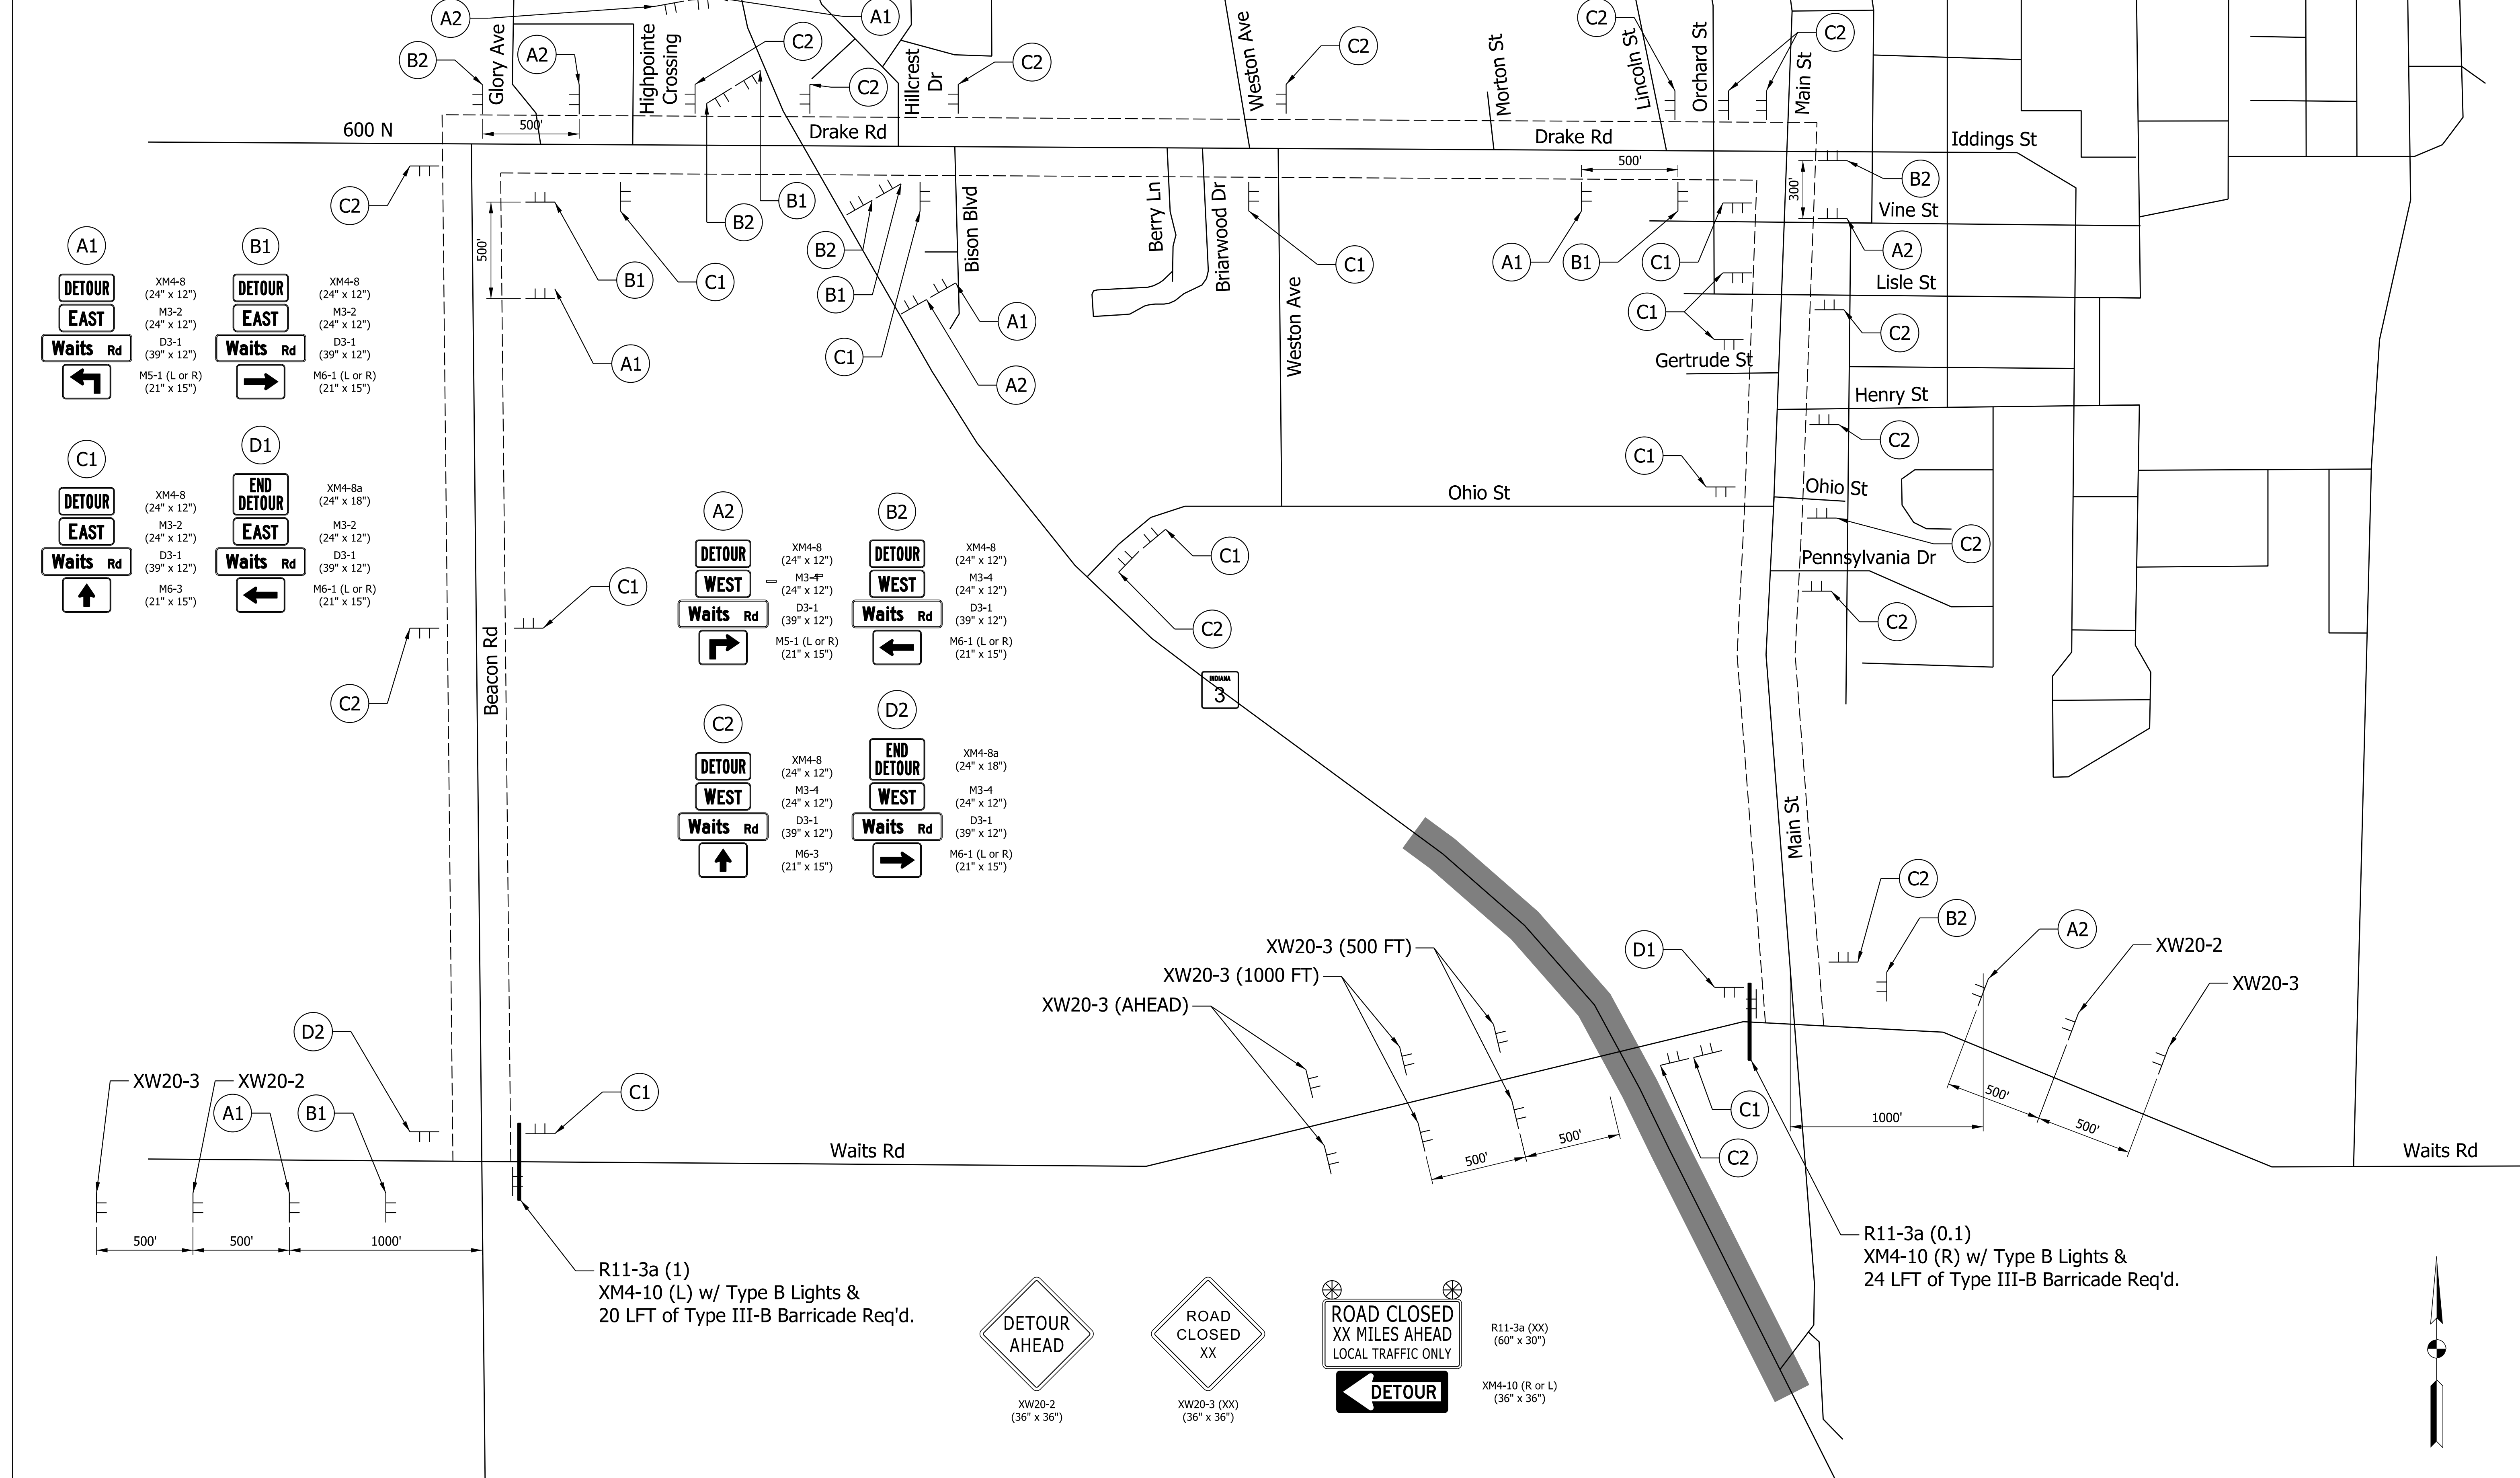 A2
A1
C2
C2
B2
A2
Glory Ave
Highpointe
Crossing
C2
C2
Hillcrest
Dr
C2
Weston Ave
C2
Morton St
Lincoln St
Orchard St
Main St
600 N
500'
Drake Rd
Drake Rd
Iddings St
C2
500'
B1
C1
B2
B1
B2
B1
C1
Bison Blvd
A1
A2
Berry Ln
Briarwood Dr
Weston Ave
C1
500'
A1
B1
C1
300'
B2
Vine St
A2
Lisle St
C1
C2
Gertrude St
Henry St
C2
A1
C1
Ohio St
Ohio St
C2
Pennsylvania Dr
C2
A1
DETOUR
XM4-8
(24" x 12")
EAST
M3-2
(24" x 12")
Waits Rd
D3-1
(39" x 12")
M5-1 (L or R)
(21" x 15")
B1
DETOUR
XM4-8
(24" x 12")
EAST
M3-2
(24" x 12")
Waits Rd
D3-1
(39" x 12")
M6-1 (L or R)
(21" x 15")
C1
DETOUR
XM4-8
(24" x 12")
EAST
M3-2
(24" x 12")
Waits Rd
D3-1
(39" x 12")
M6-3
(21" x 15")
D1
END
DETOUR
XM4-8a
(24" x 18")
EAST
M3-2
(24" x 12")
Waits Rd
D3-1
(39" x 12")
M6-1 (L or R)
(21" x 15")
A2
DETOUR
XM4-8
(24" x 12")
WEST
M3-4
(24" x 12")
Waits Rd
D3-1
(39" x 12")
M5-1 (L or R)
(21" x 15")
B2
DETOUR
XM4-8
(24" x 12")
WEST
M3-4
(24" x 12")
Waits Rd
D3-1
(39" x 12")
M6-1 (L or R)
(21" x 15")
C2
DETOUR
XM4-8
(24" x 12")
WEST
M3-4
(24" x 12")
Waits Rd
D3-1
(39" x 12")
M6-3
(21" x 15")
D2
END
DETOUR
XM4-8a
(24" x 18")
WEST
M3-4
(24" x 12")
Waits Rd
D3-1
(39" x 12")
M6-1 (L or R)
(21" x 15")
C1
C2
Beacon Rd
C1
C2
INDIANA
3
Main St
C2
B2
A2
XW20-2
XW20-3
D1
XW20-3 (500 FT)
XW20-3 (1000 FT)
XW20-3 (AHEAD)
D2
XW20-3
XW20-2
A1
B1
C1
Waits Rd
500'
500'
C1
C2
1000'
500'
500'
Waits Rd
500'
500'
1000'
R11-3a (1)
XM4-10 (L) w/ Type B Lights &
20 LFT of Type III-B Barricade Req'd.
R11-3a (0.1)
XM4-10 (R) w/ Type B Lights &
24 LFT of Type III-B Barricade Req'd.
DETOUR
AHEAD
XW20-2
(36" x 36")
ROAD
CLOSED
XX
XW20-3 (XX)
(36" x 36")
ROAD CLOSED
XX MILES AHEAD
LOCAL TRAFFIC ONLY
R11-3a (XX)
(60" x 30")
DETOUR
XM4-10 (R or L)
(36" x 36")